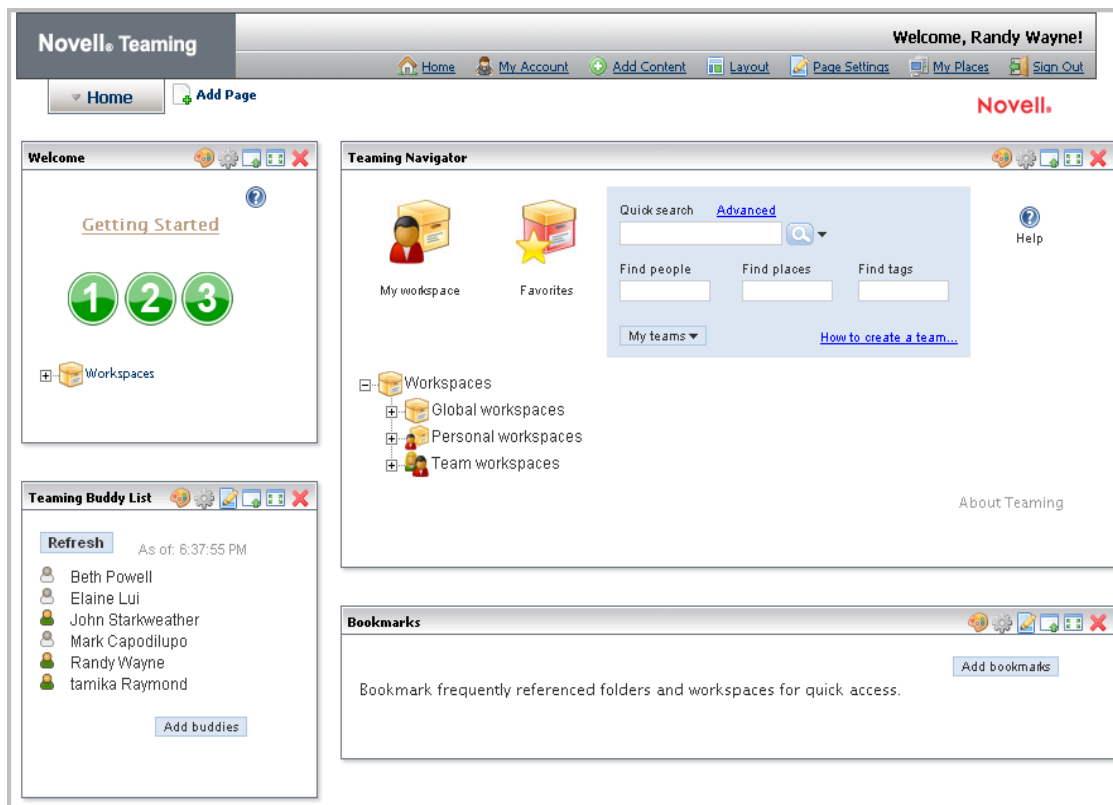 Novell® Teaming
Welcome, Randy Wayne!
Home My Account Add Content Layout Page Settings My Places Sign Out
Home Add Page
Novell®
Welcome
Getting Started
1 2 3
Workspaces
Teaming Navigator
My workspace Favorites
Quick search Advanced
Find people Find places Find tags
My teams How to create a team...
Help
Workspaces
Global workspaces
Personal workspaces
Team workspaces
About Teaming
Teaming Buddy List
Refresh As of: 6:37:55 PM
Beth Powell
Elaine Lui
John Starkweather
Mark Capodilupo
Randy Wayne
tamika Raymond
Add buddies
Bookmarks
Add bookmarks
Bookmark frequently referenced folders and workspaces for quick access.